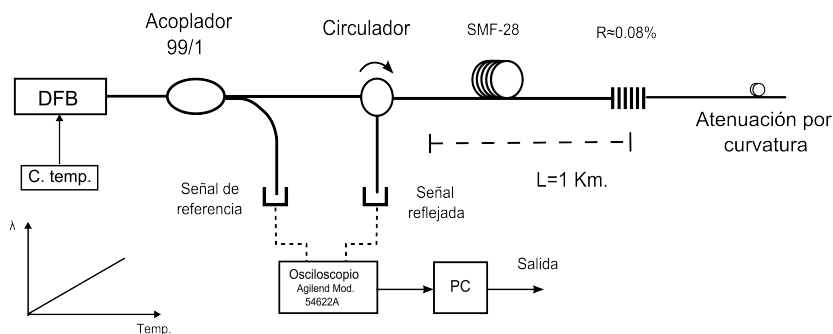 Acoplador
99/1
Circulador
SMF-28
R≈0.08%
DFB
Atenuación por
curvatura
C. temp.
L=1 Km.
Señal de
referencia
Señal
reflejada
λ
Temp.
Osciloscopio
Agilend Mod.
54622A
PC
Salida